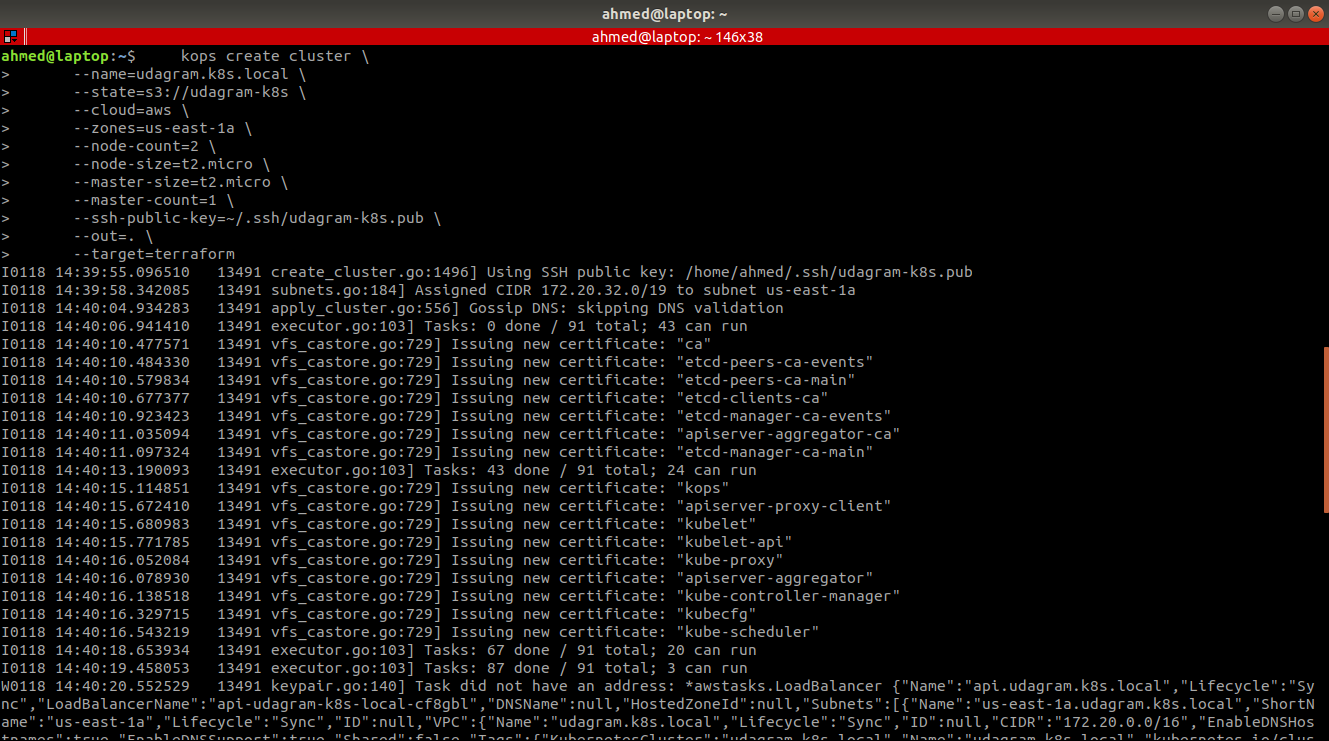 ahmed@laptop: ~
ahmed@laptop: ~ 146x38
ahmed@laptop:~$     kops create cluster \
>       --name=udagram.k8s.local \
>       --state=s3://udagram-k8s \
>       --cloud=aws \
>       --zones=us-east-1a \
>       --node-count=2 \
>       --node-size=t2.micro \
>       --master-size=t2.micro \
>       --master-count=1 \
>       --ssh-public-key=~/.ssh/udagram-k8s.pub \
>       --out=. \
>       --target=terraform
I0118 14:39:55.096510   13491 create_cluster.go:1496] Using SSH public key: /home/ahmed/.ssh/udagram-k8s.pub
I0118 14:39:58.342085   13491 subnets.go:184] Assigned CIDR 172.20.32.0/19 to subnet us-east-1a
I0118 14:40:04.934283   13491 apply_cluster.go:556] Gossip DNS: skipping DNS validation
I0118 14:40:06.941410   13491 executor.go:103] Tasks: 0 done / 91 total; 43 can run
I0118 14:40:10.477571   13491 vfs_castore.go:729] Issuing new certificate: "ca"
I0118 14:40:10.484330   13491 vfs_castore.go:729] Issuing new certificate: "etcd-peers-ca-events"
I0118 14:40:10.579834   13491 vfs_castore.go:729] Issuing new certificate: "etcd-peers-ca-main"
I0118 14:40:10.677377   13491 vfs_castore.go:729] Issuing new certificate: "etcd-clients-ca"
I0118 14:40:10.923423   13491 vfs_castore.go:729] Issuing new certificate: "etcd-manager-ca-events"
I0118 14:40:11.035094   13491 vfs_castore.go:729] Issuing new certificate: "apiserver-aggregator-ca"
I0118 14:40:11.097324   13491 vfs_castore.go:729] Issuing new certificate: "etcd-manager-ca-main"
I0118 14:40:13.190093   13491 executor.go:103] Tasks: 43 done / 91 total; 24 can run
I0118 14:40:15.114851   13491 vfs_castore.go:729] Issuing new certificate: "kops"
I0118 14:40:15.672410   13491 vfs_castore.go:729] Issuing new certificate: "apiserver-proxy-client"
I0118 14:40:15.680983   13491 vfs_castore.go:729] Issuing new certificate: "kubelet"
I0118 14:40:15.771785   13491 vfs_castore.go:729] Issuing new certificate: "kubelet-api"
I0118 14:40:16.052084   13491 vfs_castore.go:729] Issuing new certificate: "kube-proxy"
I0118 14:40:16.078930   13491 vfs_castore.go:729] Issuing new certificate: "apiserver-aggregator"
I0118 14:40:16.138518   13491 vfs_castore.go:729] Issuing new certificate: "kube-controller-manager"
I0118 14:40:16.329715   13491 vfs_castore.go:729] Issuing new certificate: "kubecfg"
I0118 14:40:16.543219   13491 vfs_castore.go:729] Issuing new certificate: "kube-scheduler"
I0118 14:40:18.653934   13491 executor.go:103] Tasks: 67 done / 91 total; 20 can run
I0118 14:40:19.458053   13491 executor.go:103] Tasks: 87 done / 91 total; 3 can run
W0118 14:40:20.552529   13491 keypair.go:140] Task did not have an address: *awstasks.LoadBalancer {"Name":"api.udagram.k8s.local","Lifecycle":"Sy
nc","LoadBalancerName":"api-udagram-k8s-local-cf8gbl","DNSName":null,"HostedZoneId":null,"Subnets":[{"Name":"us-east-1a.udagram.k8s.local","ShortN
ame":"us-east-1a","Lifecycle":"Sync","ID":null,"VPC":{"Name":"udagram.k8s.local","Lifecycle":"Sync","ID":null,"CIDR":"172.20.0.0/16","EnableDNSHos
tnames":true,"EnableDNSSupport":true,"Shared":false,"Tags":{"KubernetesCluster":"udagram.k8s.local","Name":"udagram.k8s.local","kubernetes.io/clus